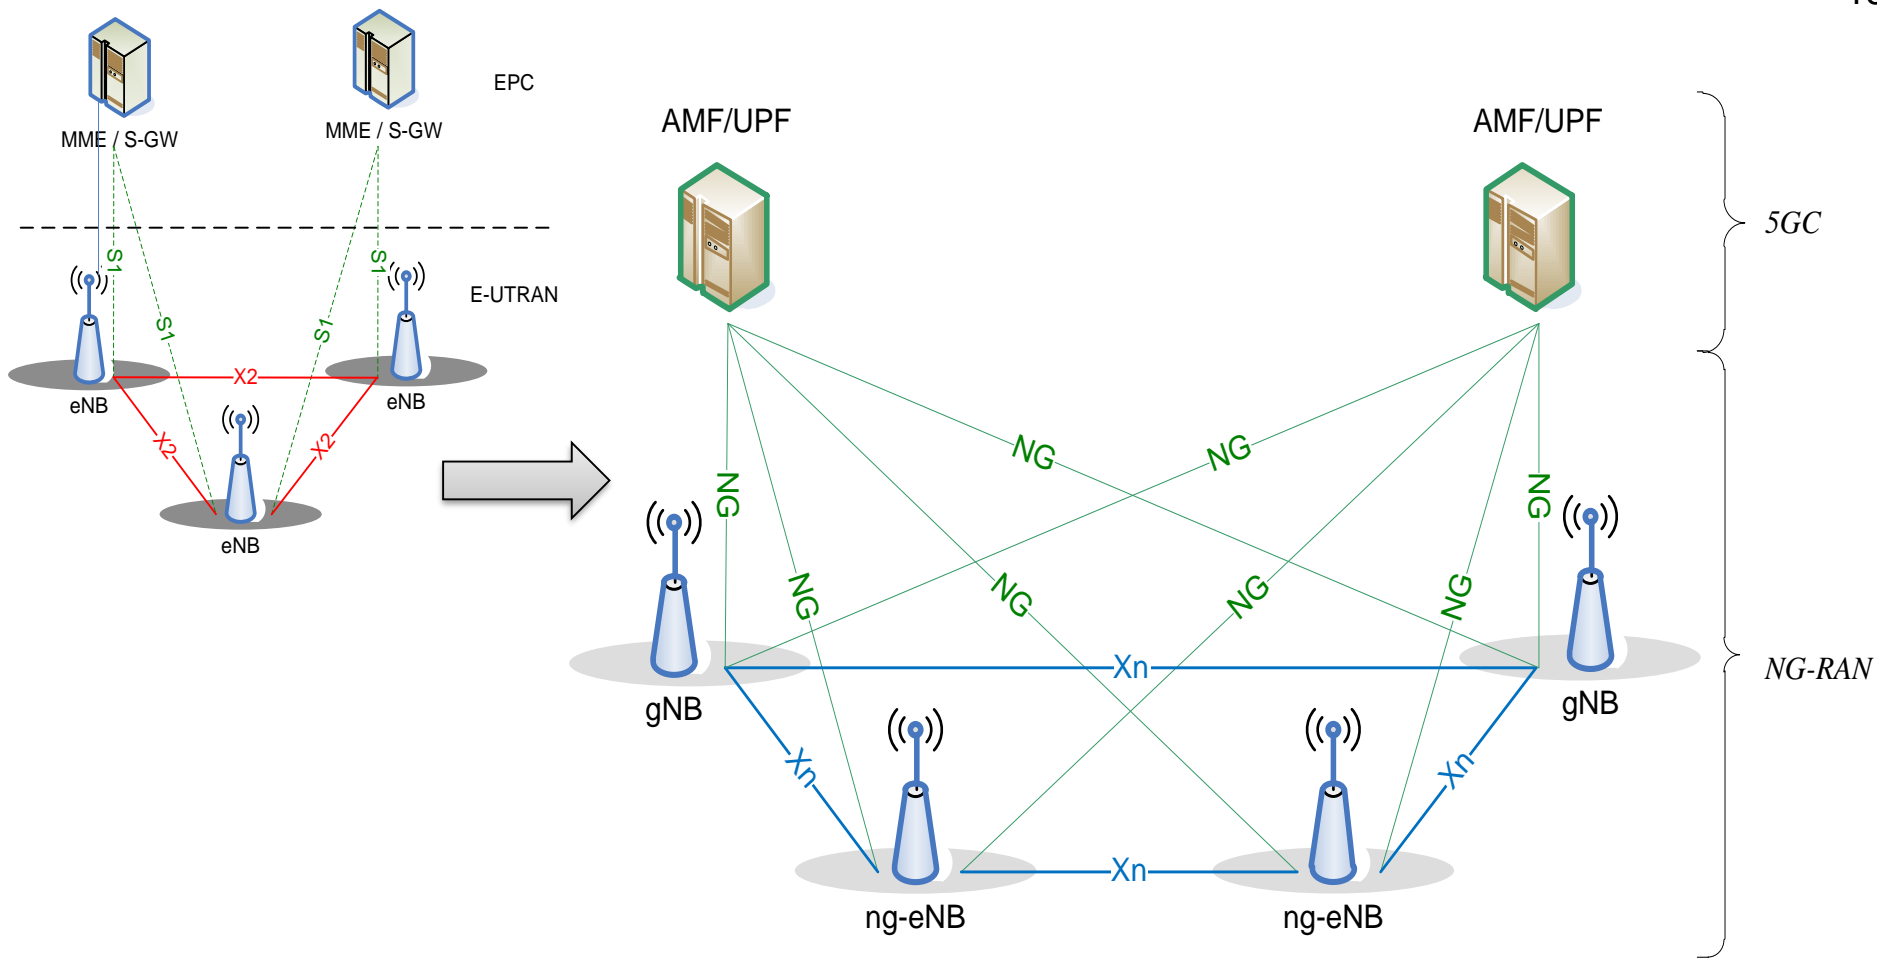 EPC
MME / S-GW
MME / S-GW
S1
S1
S1
S1
E-UTRAN
X2
X2
X2
eNB
eNB
eNB
AMF/UPF
AMF/UPF
5GC
NG
NG
NG
NG
NG
NG
NG
NG
Xn
gNB
gNB
NG-RAN
Xn
Xn
Xn
ng-eNB
ng-eNB